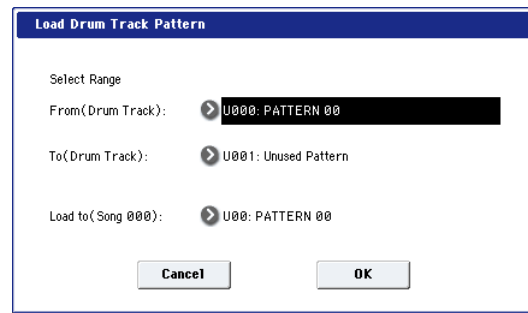 Load Drum Track Pattern
Select Range
From(Drum Track): U000: PATTERN 00
To(Drum Track): U001: Unused Pattern
Load to(Song 000): U00: PATTERN 00
Cancel OK